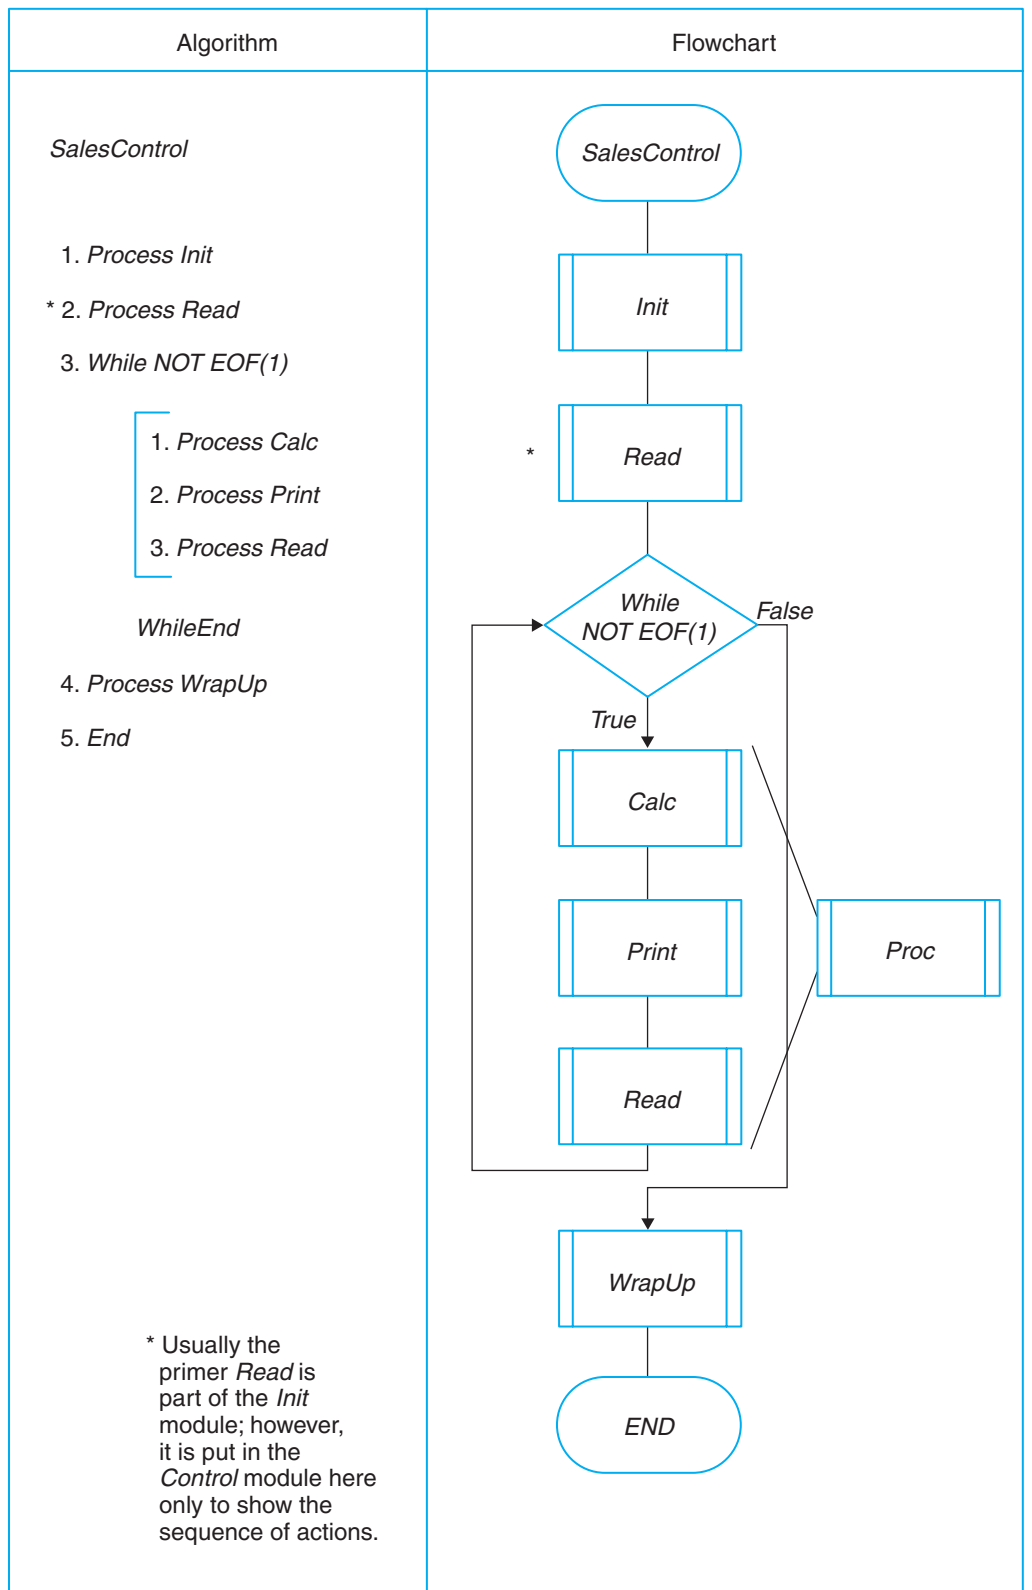 Algorithm
Flowchart
SalesControl
1. Process Init
* 2. Process Read
3. While NOT EOF(1)
1. Process Calc
2. Process Print
3. Process Read
WhileEnd
4. Process WrapUp
5. End
* Usually the
primer Read is
part of the Init
module; however,
it is put in the
Control module here
only to show the
sequence of actions.
SalesControl
Init
*
Read
While
NOT EOF(1)
False
True
Calc
Print
Proc
Read
WrapUp
END